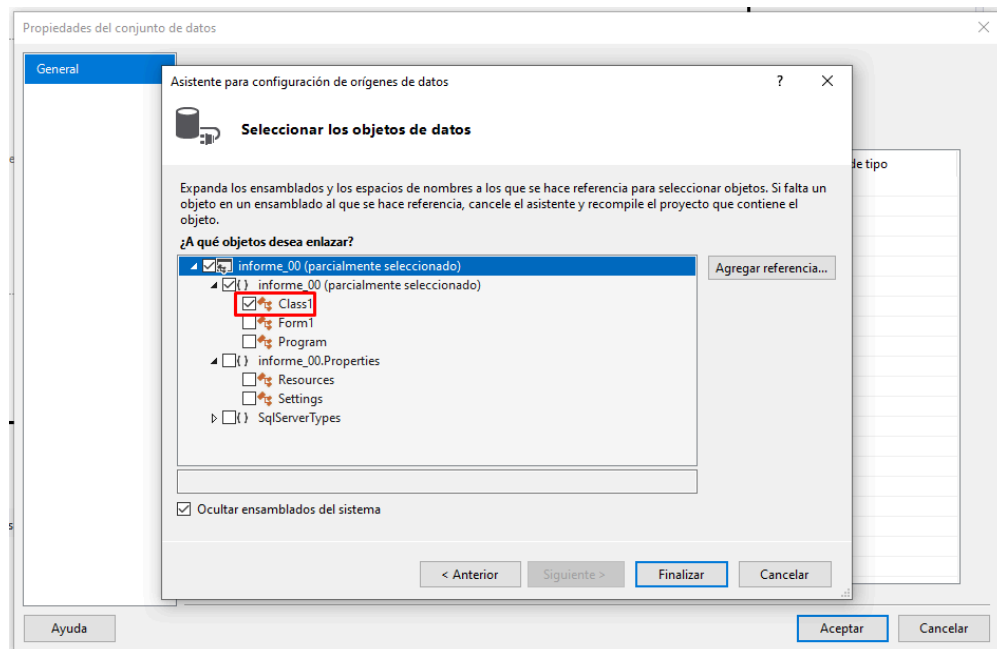 Propiedades del conjunto de datos
General
Asistente para configuración de orígenes de datos
?
Seleccionar los objetos de datos
de tipo
Expanda los ensamblados y los espacios de nombres a los que se hace referencia para seleccionar objetos. Si falta un
objeto en un ensamblado al que se hace referencia, cancele el asistente y recompile el proyecto que contiene el
objeto.
¿A qué objetos desea enlazar?
informe_00 (parcialmente seleccionado)
Agregar referencia...
{ } informe_00 (parcialmente seleccionado)
Class1
Form1
Program
{ } informe_00.Properties
Resources
Settings
{ } SqlServerTypes
Ocultar ensamblados del sistema
< Anterior
Siguiente >
Finalizar
Cancelar
Ayuda
Aceptar
Cancelar